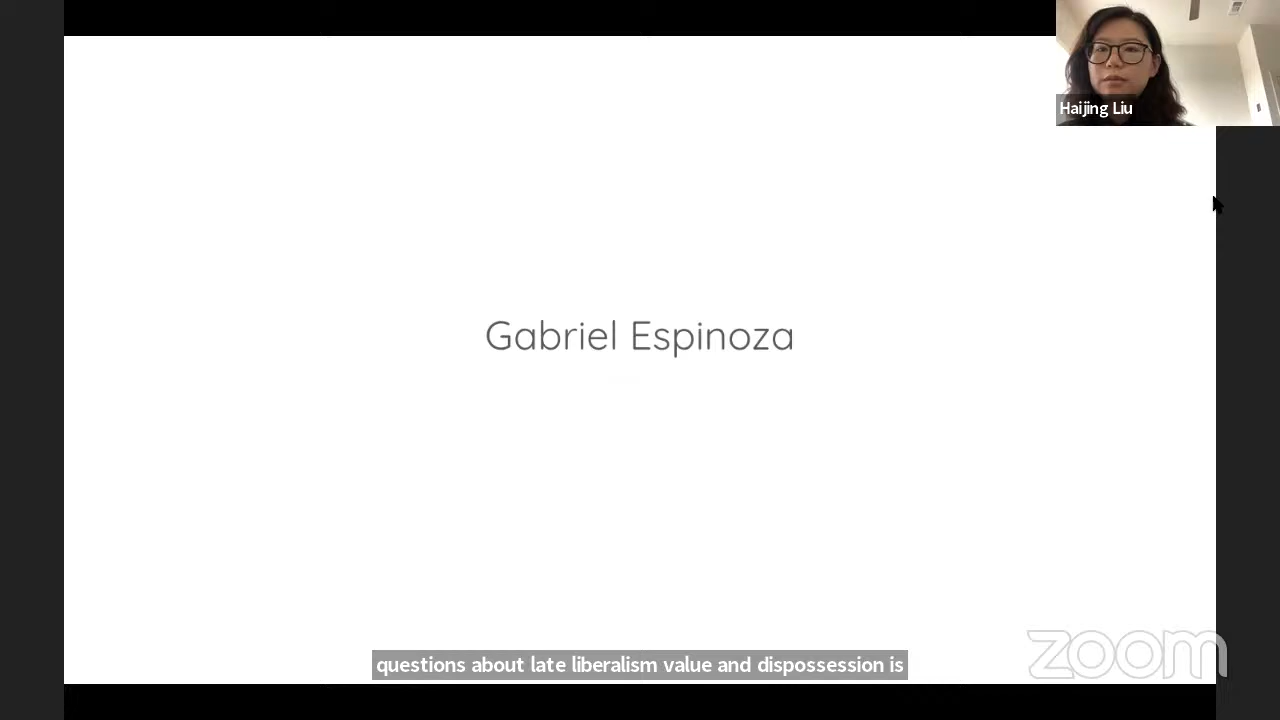 Haijing Liu
Gabriel Espinoza
questions about late liberalism value and dispossession is
zoom